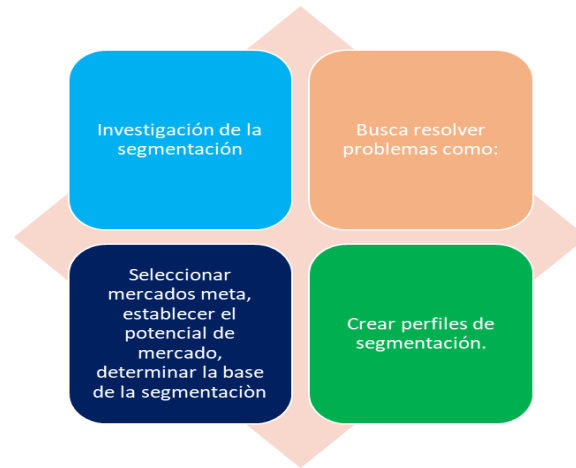 Investigación de la
segmentación
Busca resolver
problemas como:
Seleccionar
mercados meta,
establecer el
potencial de
mercado,
determinar la base
de la segmentaciòn
Crear perfiles de
segmentación.